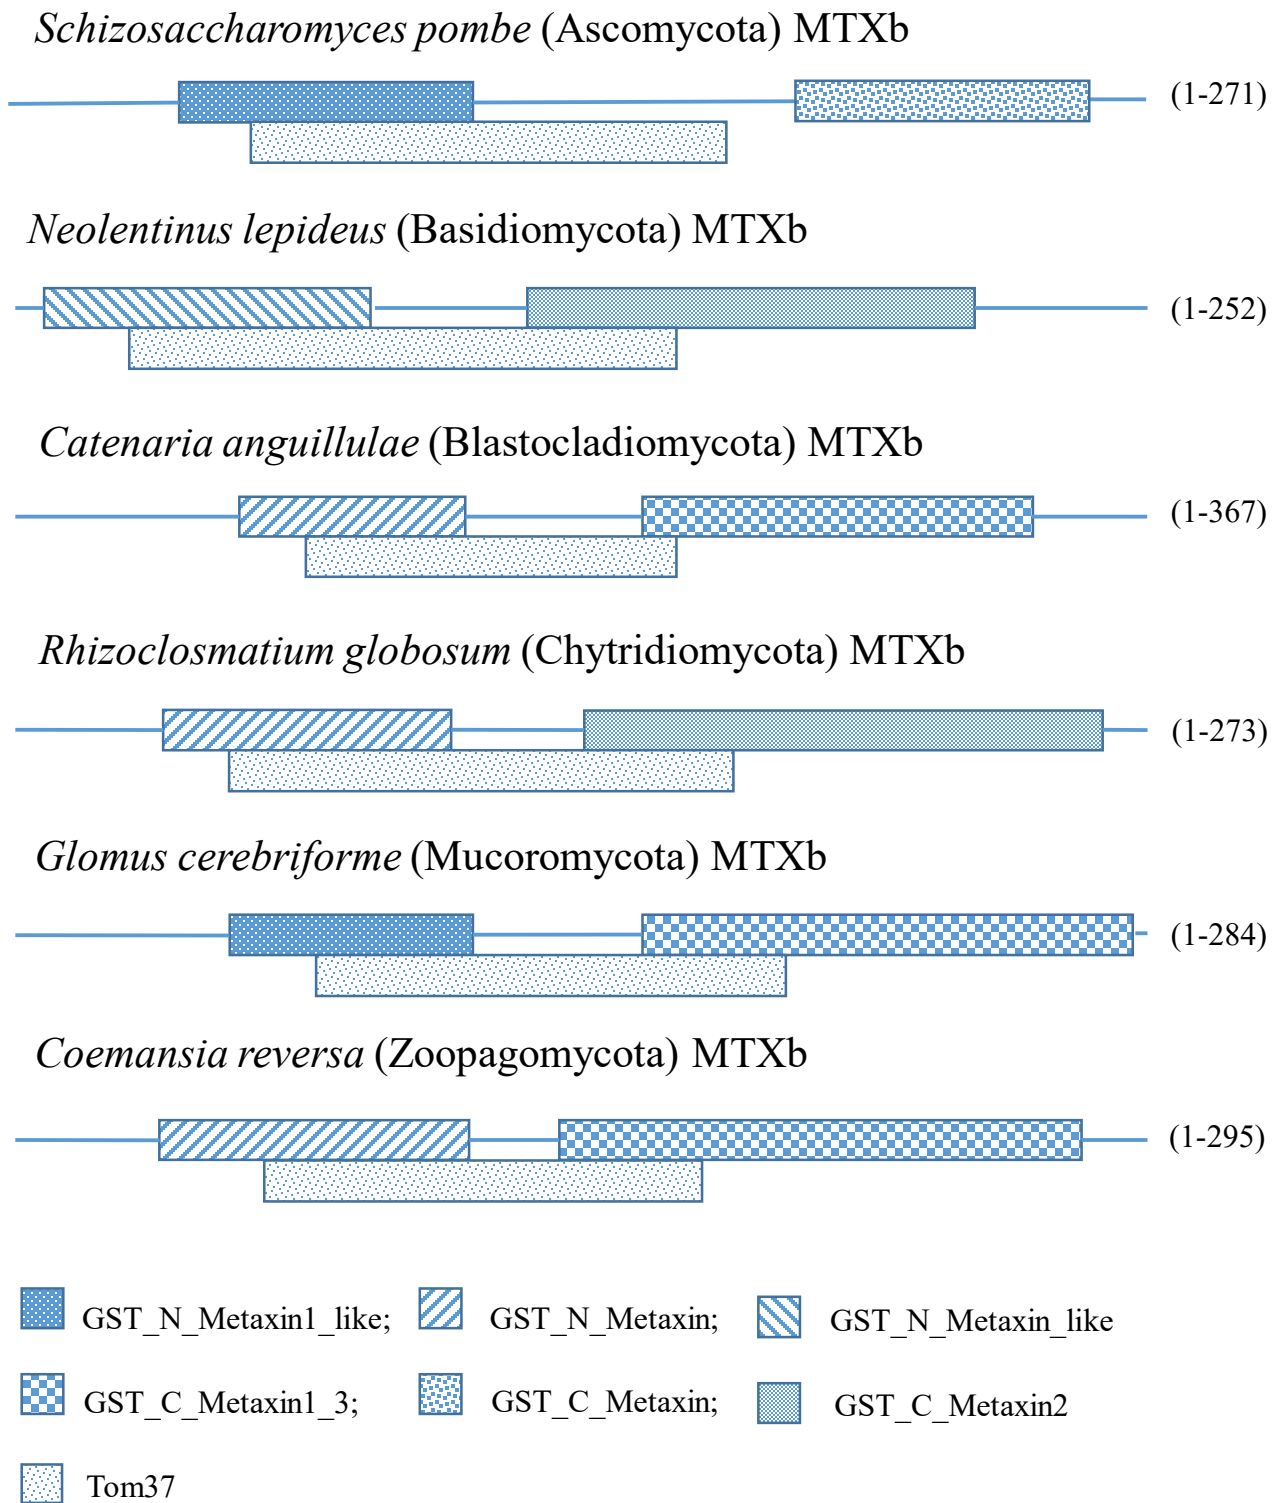 Schizosaccharomyces pombe (Ascomycota) MTXb
(1-271)
Neolentinus lepideus (Basidiomycota) MTXb
(1-252)
Catenaria anguillulae (Blastocladiomycota) MTXb
(1-367)
Rhizoclosmatium globosum (Chytridiomycota) MTXb
(1-273)
Glomus cerebriforme (Mucoromycota) MTXb
(1-284)
Coemansia reversa (Zoopagomycota) MTXb
(1-295)
GST_N_Metaxin1_like; GST_N_Metaxin; GST_N_Metaxin_like
GST_C_Metaxin1_3; GST_C_Metaxin; GST_C_Metaxin2
Tom37